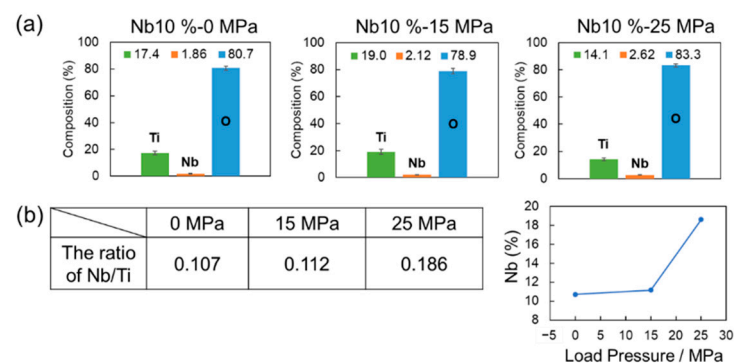 (a)
Nb10 %-0 MPa
Nb10 %-15 MPa
Nb10 %-25 MPa
Composition (%)
100
80
60
40
20
0
17.4 1.86 80.7
Ti
Nb
O
Composition (%)
100
80
60
40
20
0
19.0 2.12 78.9
Ti
Nb
O
Composition (%)
100
80
60
40
20
0
14.1 2.62 83.3
Ti
Nb
O
(b)
0 MPa 15 MPa 25 MPa
The ratio
of Nb/Ti
0.107 0.112 0.186
Nb (%)
20
18
16
14
12
10
8
−5 0 5 10 15 20 25 30
Load Pressure / MPa